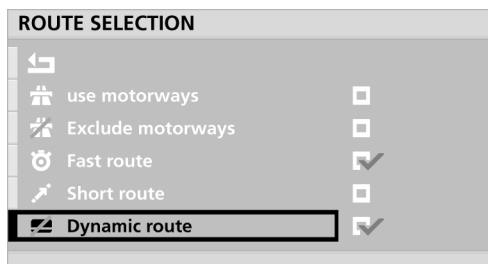 ROUTE SELECTION
use motorways
Exclude motorways
Fast route
Short route
Dynamic route